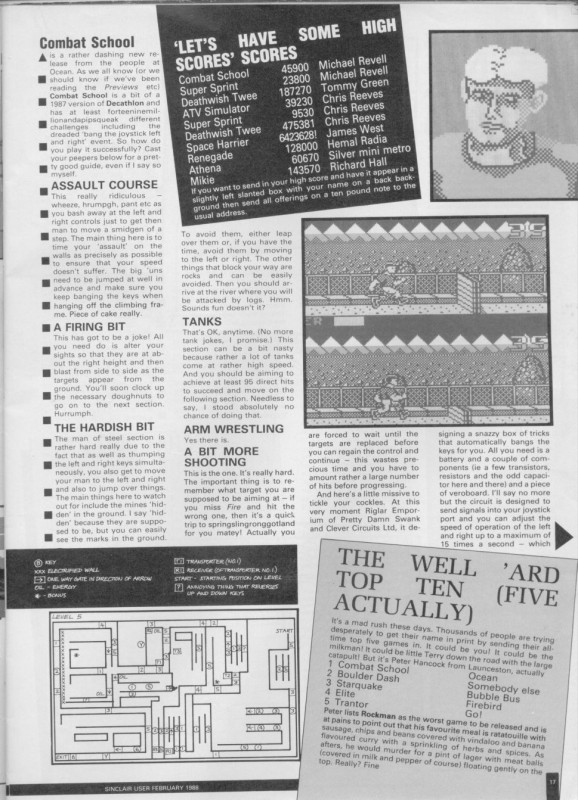 Combat School
is a rather dashing new re-
lease from the people at
Ocean. As we all know (or we
should know if we've been
reading the Previews etc)
Combat School is a bit of a
1987 version of Decathlon and
has at least forteeninemil-
lionandapipsqueak different
challenges including the
dreaded 'bang the joystick left
and right' event. So how do
you play it successfully? Cast
your peepers below for a pret-
ty good guide, even if I say so
myself.
ASSAULT COURSE
This really ridiculous —
wheeze, hrumpgh, pant etc as
you bash away at the left and
right controls just to get then
man to move a smidgen of a
step. The main thing here is to
time your 'assault' on the
walls as precisely as possible
to ensure that your speed
doesn't suffer. The big 'uns
need to be jumped at well in
advance and make sure you
keep banging the keys when
hanging off the climbing fra-
me. Piece of cake really.
A FIRING BIT
This has got to be a joke! All
you need do is alter your
sights so that they are at ab-
out the right height and then
blast from side to side as the
targets appear from the
ground. You'll soon clock up
the necessary doughnuts to
go on to the next section.
Hurrumph.
THE HARDISH BIT
The man of steel section is
rather hard really due to the
fact that as well as thumping
the left and right keys simulta-
neously, you also get to move
your man to the left and right
and also to jump over things.
The main things here to watch
out for include the mines 'hid-
den' in the ground. I say 'hid-
den' because they are suppo-
sed to be, but you can easily
see the marks in the ground.
'LET'S HAVE SOME HIGH
SCORES' SCORES
Combat School 45900 Michael Revell
Super Sprint 23800 Michael Revell
Deathwish Twee 187270 Tommy Green
ATV Simulator 39230 Chris Reeves
Super Sprint 9530 Chris Reeves
Deathwish Twee 475381 Chris Reeves
Space Harrier 6423628! James West
Renegade 128000 Hemal Radia
Athena 60670 Silver mini metro
Mikie 143570 Richard Hall
If you want to send in your high score and have it appear in a
slightly left slanted box with your name on a back back-
ground then send all offerings on a ten pound note to the
usual address.
To avoid them, either leap
over them or, if you have the
time, avoid them by moving
to the left or right. The other
things that block your way are
rocks and can be easily
avoided. Then you should ar-
rive at the river where you will
be attacked by logs. Hmm.
Sounds fun doesn't it?
TANKS
That's OK, anytime. (No more
tank jokes, I promise.) This
section can be a bit nasty
because rather a lot of tanks
come at rather high speed.
And you should be aiming to
achieve at least 95 direct hits
to succeed and move on the
following section. Needless to
say, I stood absolutely no
chance of doing that.
ARM WRESTLING
Yes there is.
A BIT MORE
SHOOTING
This is the one. It's really hard.
The important thing is to re-
member what target you are
supposed to be aiming at — if
you miss Fire and hit the
wrong one, then it's a quick
trip to springslingronggotland
for you matey! Actually you
are forced to wait until the
targets are replaced before
you can regain the control and
continue — this wastes pre-
cious time and you have to
amount rather a large number
of hits before progressing.
And here's a little missive to
tickle your cockles. At this
very moment Riglar Empor-
ium of Pretty Damn Swank
and Clever Circuits Ltd, it de-
signing a snazzy box of tricks
that automatically bangs the
keys for you. All you need is a
battery and a couple of com-
ponents (ie a few transistors,
resistors and the odd capaci-
tor here and there) and a piece
of veroboard. I'll say no more
but the circuit is designed to
send signals into your joystick
port and you can adjust the
speed of operation of the left
and right up to a maximum of
15 times a second — which
KEY
XXX ELECTRIFIED WALL
ONE WAY GATE IN DIRECTION OF ARROW
OIL - ENERGY
- BONUS
TRANSPORTER (NO 1)
RECEIVER (OF TRANSPORTER NO. 1)
START - STARTING POSITION ON LEVEL
? ANNOYING THING THAT REVERSES
UP AND DOWN KEYS
LEVEL 5
START
EXIT
THE WELL 'ARD
TOP TEN (FIVE
ACTUALLY)
It's a mad rush these days. Thousands of people are trying
desperately to get their name in print by sending their all-
time top five games in. It could be you! It could be the
milkman! It could be little Terry down the road with the large
catapult! But it's Peter Hancock from Launceston, actually
1 Combat School Ocean
2 Boulder Dash Somebody else
3 Starquake Bubble Bus
4 Elite Firebird
5 Trantor Go!
Peter lists Rockman as the worst game to be released and is
at pains to point out that his favourite meal is ratatouille with
sausage, chips and beans covered with vindaloo and banana
flavoured curry with a sprinkling of herbs and spices. As
afters, he would murder for a pint of lager with meat balls
(covered in milk and pepper of course) floating gently on the
top. Really? Fine
SINCLAIR USER FEBRUARY 1988
17